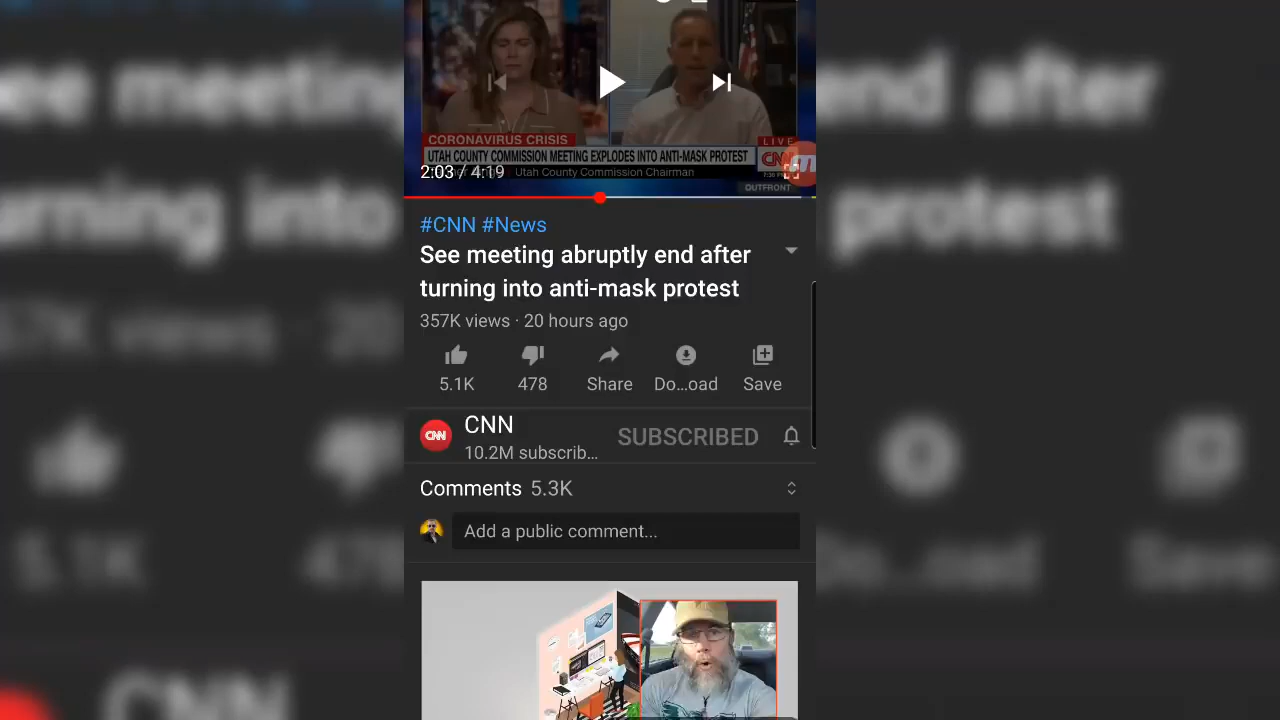 CORONAVIRUS CRISIS
LIVE
UTAH COUNTY COMMISSION MEETING EXPLODES INTO ANTI-MASK PROTEST
CNN
2:03 / 4:19
Utah County Commission Chairman
OUTFRONT
#CNN #News
See meeting abruptly end after
turning into anti-mask protest
357K views · 20 hours ago
5.1K
478
Share
Do...oad
Save
CNN
CNN
10.2M subscrib...
SUBSCRIBED
Comments 5.3K
Add a public comment...